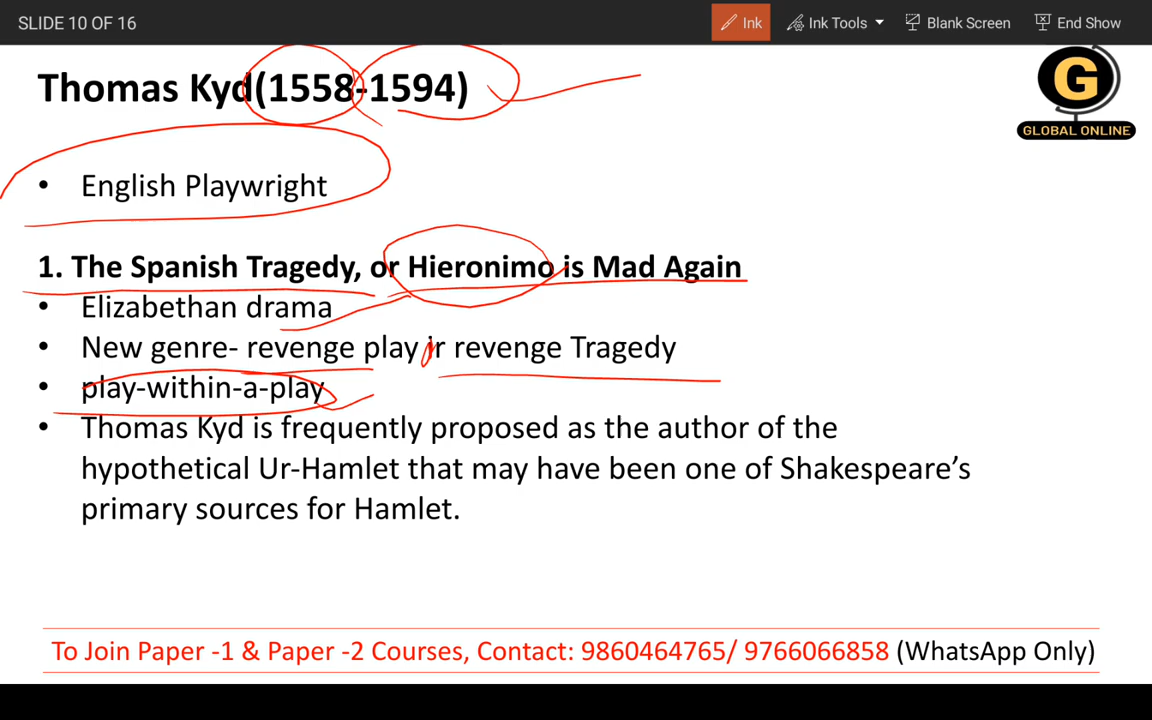 SLIDE 10 OF 16
Ink
Ink Tools
Blank Screen
End Show
Thomas Kyd(1558-1594)
G
GLOBAL ONLINE
• English Playwright
1. The Spanish Tragedy, or Hieronimo is Mad Again
• Elizabethan drama
• New genre- revenge play ir revenge Tragedy
• play-within-a-play
• Thomas Kyd is frequently proposed as the author of the
hypothetical Ur-Hamlet that may have been one of Shakespeare’s
primary sources for Hamlet.
To Join Paper -1 & Paper -2 Courses, Contact: 9860464765/ 9766066858 (WhatsApp Only)